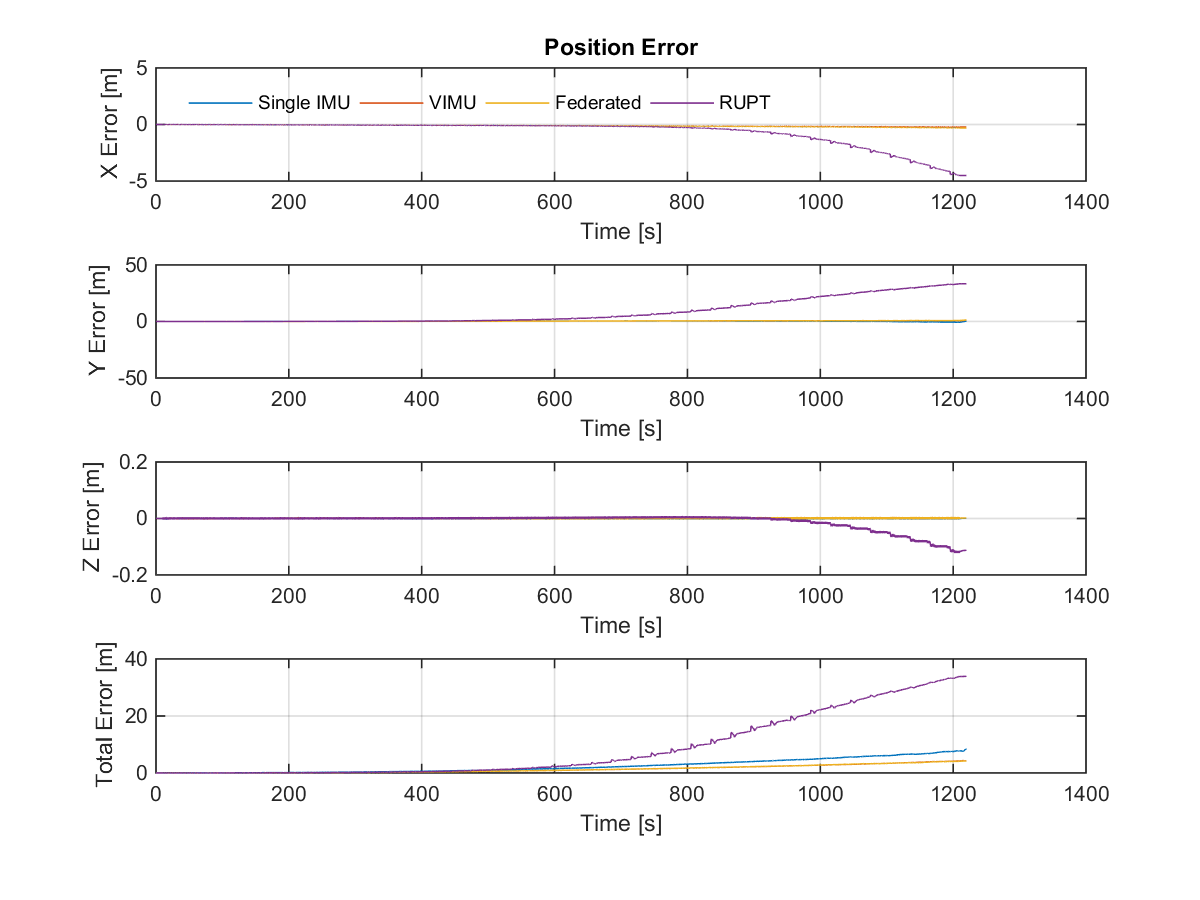 Position Error
X Error [m]
5
0
-5
Single IMU VIMU Federated RUPT
0 200 400 600 800 1000 1200 1400
Time [s]
Y Error [m]
50
0
-50
0 200 400 600 800 1000 1200 1400
Time [s]
Z Error [m]
0.2
0
-0.2
0 200 400 600 800 1000 1200 1400
Time [s]
Total Error [m]
40
20
0
0 200 400 600 800 1000 1200 1400
Time [s]